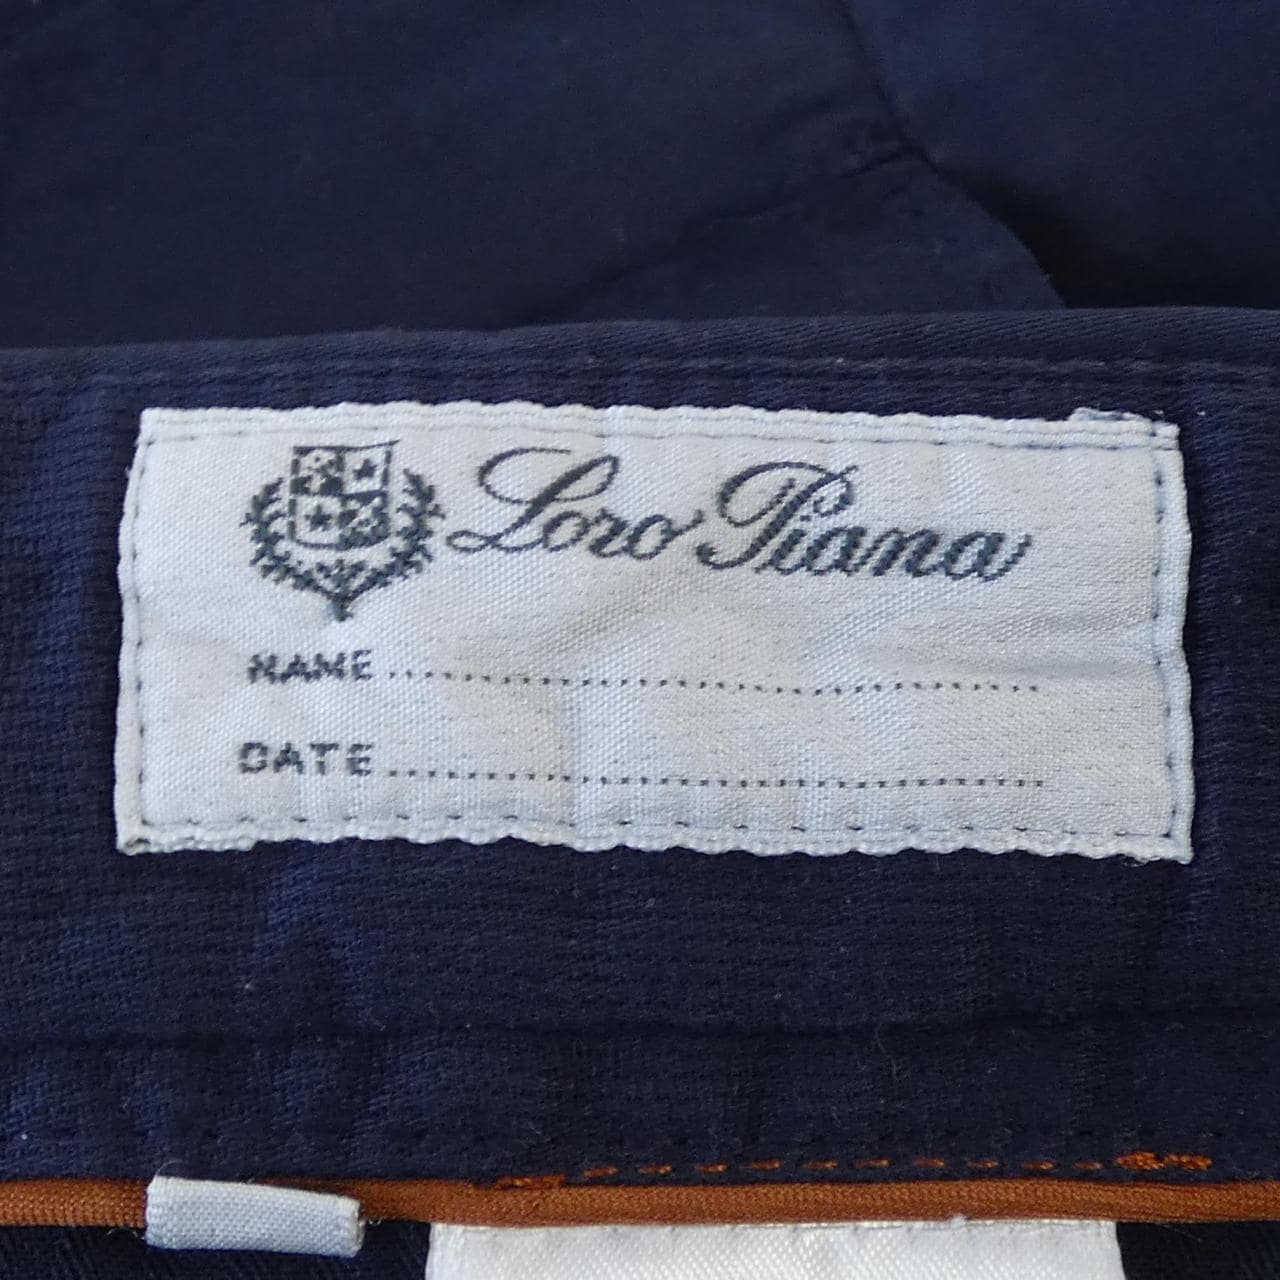 Loro Piana
NAME........................................
DATE........................................